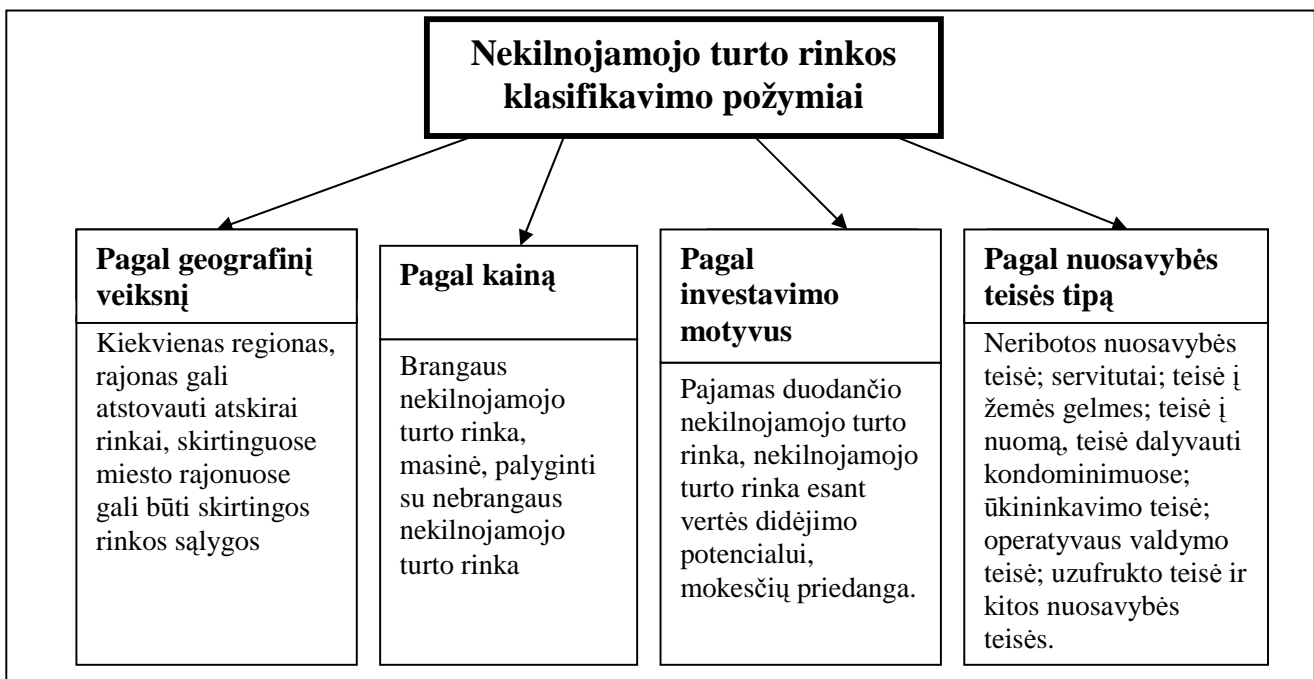 Nekilnojamojo turto rinkos
klasifikavimo požymiai
Pagal geografinį
veiksnį
Kiekvienas regionas,
rajonas gali
atstovauti atskirai
rinkai, skirtinguose
miesto rajonuose
gali būti skirtingos
rinkos sąlygos
Pagal kainą
Brangaus
nekilnojamojo
turto rinka,
masinė, palyginti
su nebrangaus
nekilnojamojo
turto rinka
Pagal
investavimo
motyvus
Pajamas duodančio
nekilnojamojo turto
rinka, nekilnojamojo
turto rinka esant
vertės didėjimo
potencialui,
mokesčių priedanga.
Pagal nuosavybės
teisės tipą
Neribotos nuosavybės
teisė; servitutai; teisė į
žemės gelmes; teisė į
nuomą, teisė dalyvauti
kondominimuose;
ūkininkavimo teisė;
operatyvaus valdymo
teisė; uzufrukto teisė ir
kitos nuosavybės
teisės.